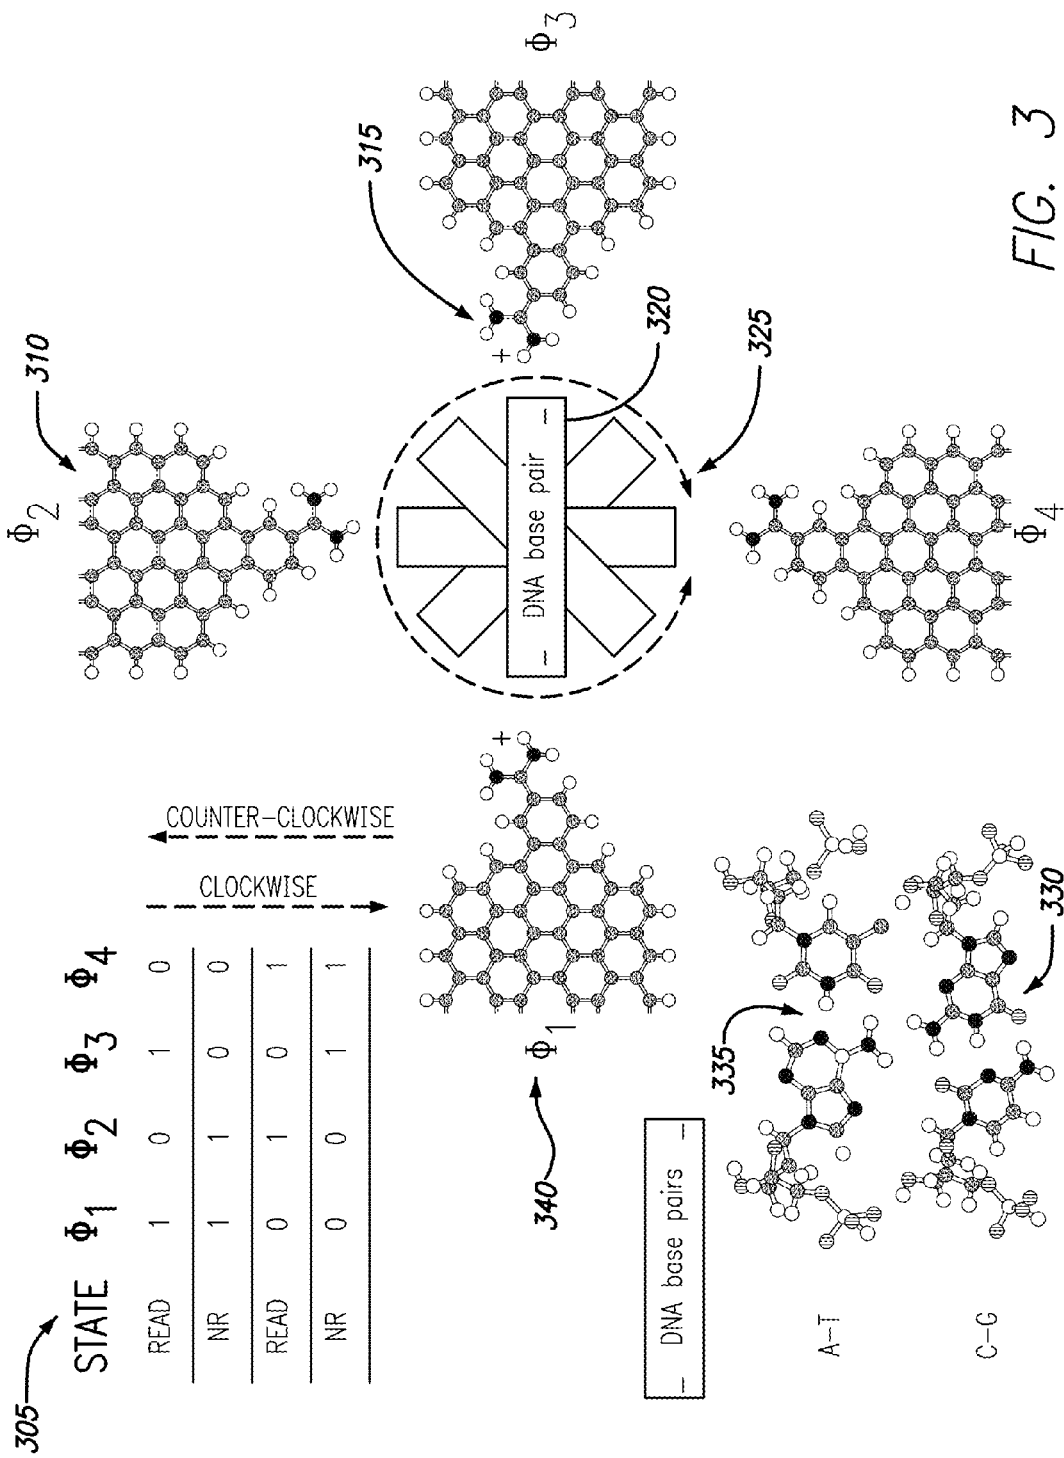 305
STATE Φ1 Φ2 Φ3 Φ4
READ 1 0 1 0
NR 1 1 0 0
READ 0 1 0 1
NR 0 0 1 1
CLOCKWISE
COUNTER-CLOCKWISE
Φ2
310
340
Φ1
+
− DNA base pair −
+
315
Φ3
320
325
Φ4
− DNA base pairs −
A-T
335
C-G
330
FIG. 3